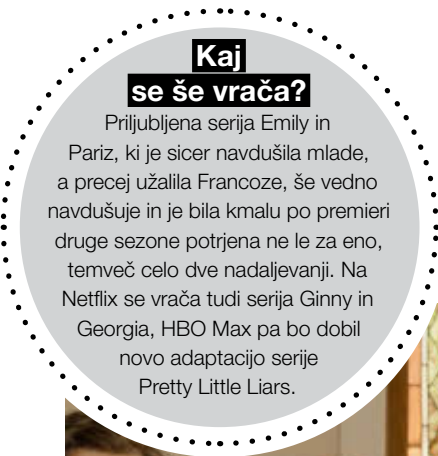 Kaj
se še vrača?
Priljubljena serija Emily in
Pariz, ki je sicer navdušila mlade,
a precej užalila Francoze, še vedno
navdušuje in je bila kmalu po premieri
druge sezone potrjena ne le za eno,
temveč celo dve nadaljevanji. Na
Netflix se vrača tudi serija Ginny in
Georgia, HBO Max pa bo dobil
novo adaptacijo serije
Pretty Little Liars.